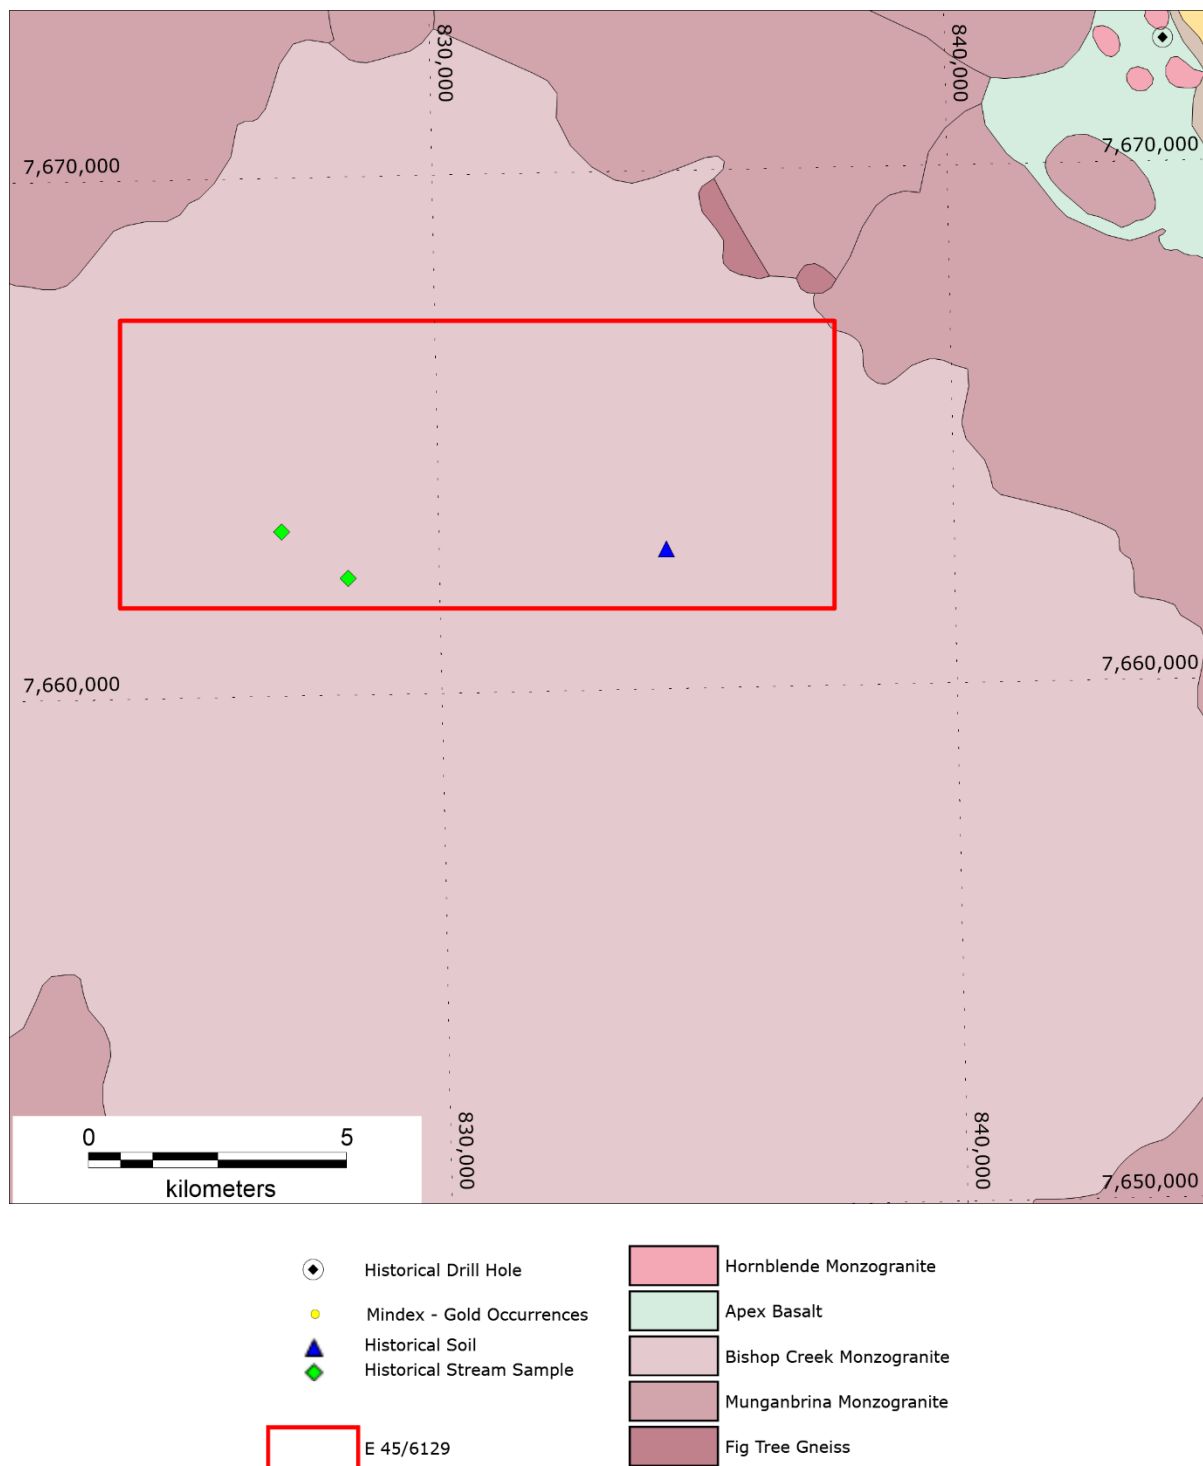 830,000
840,000
7,670,000
7,670,000
7,660,000
7,660,000
830,000
840,000
7,650,000
0 5
kilometers
Historical Drill Hole
Mindex - Gold Occurrences
Historical Soil
Historical Stream Sample
E 45/6129
Hornblende Monzogranite
Apex Basalt
Bishop Creek Monzogranite
Munganbrina Monzogranite
Fig Tree Gneiss